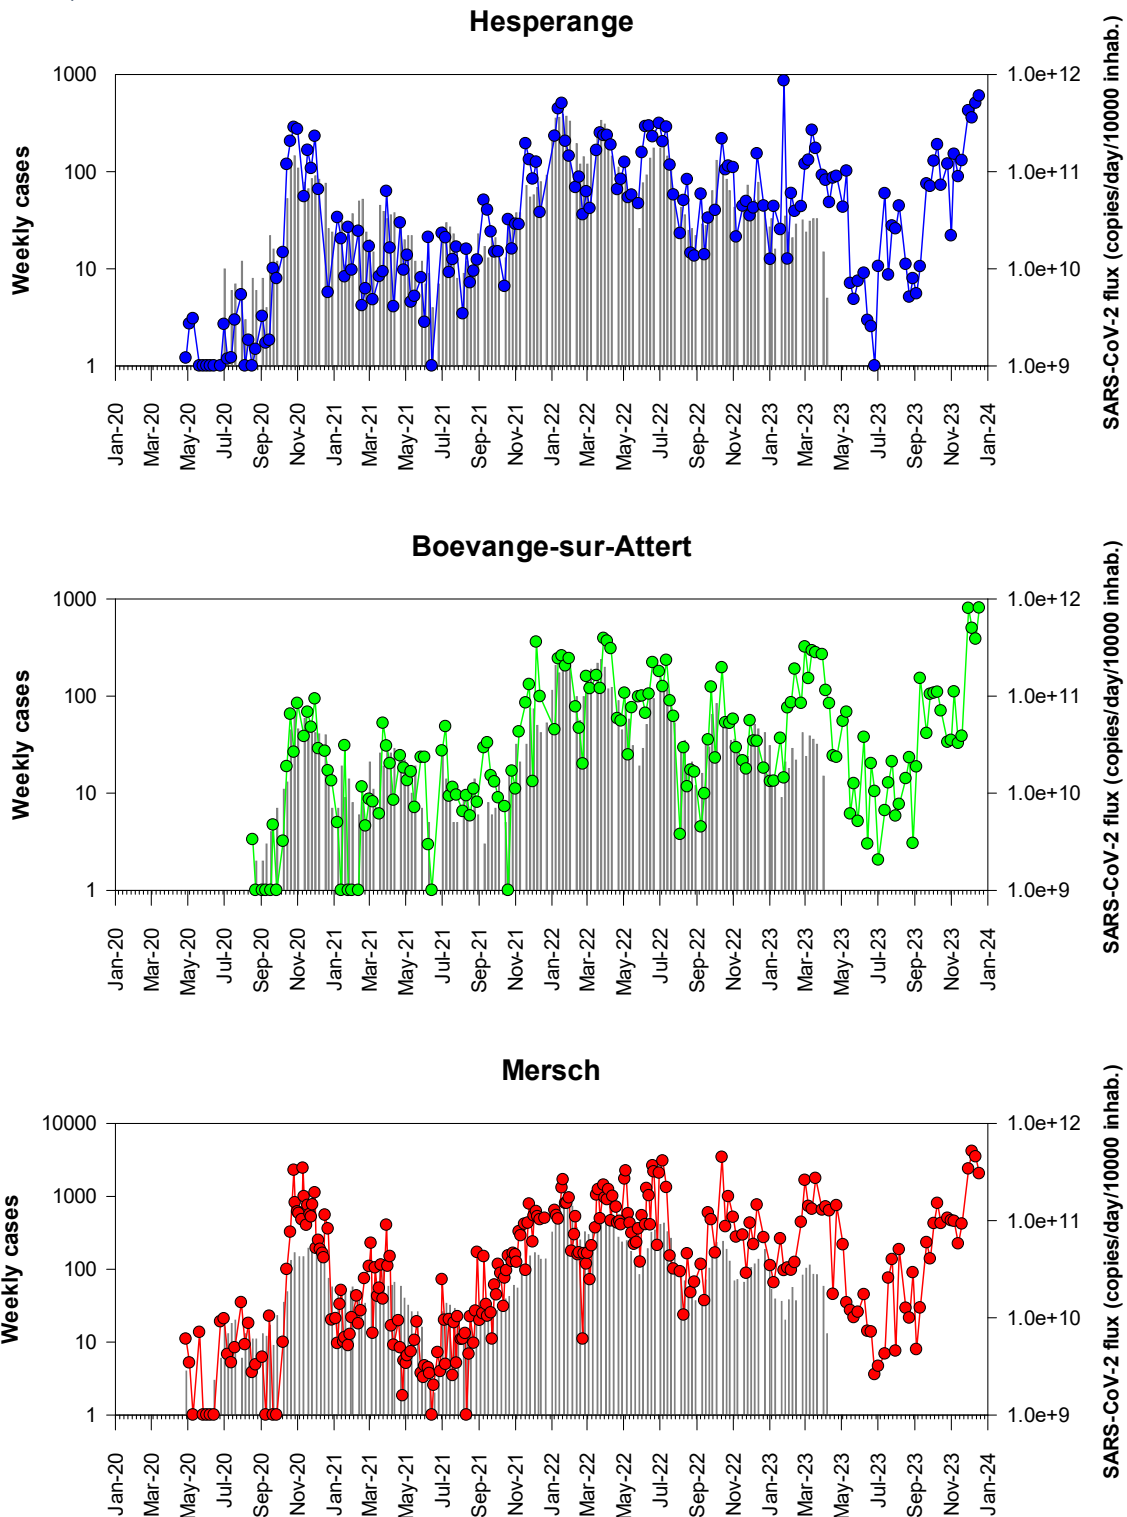 Hesperange
Weekly cases
1000
100
10
1
1.0e+12
1.0e+11
1.0e+10
1.0e+9
SARS-CoV-2 flux (copies/day/10000 inhab.)
Jan-20
Mar-20
May-20
Jul-20
Sep-20
Nov-20
Jan-21
Mar-21
May-21
Jul-21
Sep-21
Nov-21
Jan-22
Mar-22
May-22
Jul-22
Sep-22
Nov-22
Jan-23
Mar-23
May-23
Jul-23
Sep-23
Nov-23
Jan-24
Boevange-sur-Attert
Weekly cases
1000
100
10
1
1.0e+12
1.0e+11
1.0e+10
1.0e+9
SARS-CoV-2 flux (copies/day/10000 inhab.)
Jan-20
Mar-20
May-20
Jul-20
Sep-20
Nov-20
Jan-21
Mar-21
May-21
Jul-21
Sep-21
Nov-21
Jan-22
Mar-22
May-22
Jul-22
Sep-22
Nov-22
Jan-23
Mar-23
May-23
Jul-23
Sep-23
Nov-23
Jan-24
Mersch
Weekly cases
10000
1000
100
10
1
1.0e+12
1.0e+11
1.0e+10
1.0e+9
SARS-CoV-2 flux (copies/day/10000 inhab.)
Jan-20
Mar-20
May-20
Jul-20
Sep-20
Nov-20
Jan-21
Mar-21
May-21
Jul-21
Sep-21
Nov-21
Jan-22
Mar-22
May-22
Jul-22
Sep-22
Nov-22
Jan-23
Mar-23
May-23
Jul-23
Sep-23
Nov-23
Jan-24